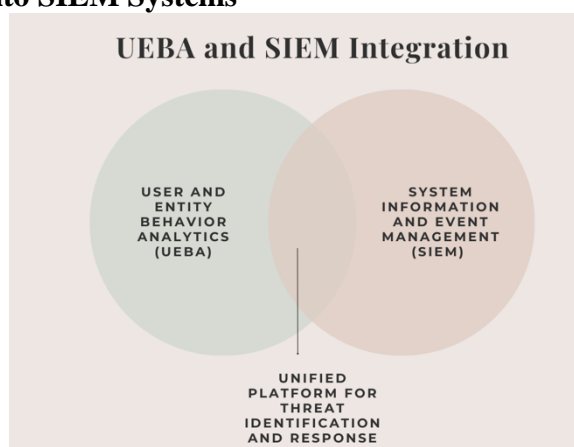 nto SIEM Systems
UEBA and SIEM Integration
USER AND
ENTITY
BEHAVIOR
ANALYTICS
(UEBA)
SYSTEM
INFORMATION
AND EVENT
MANAGEMENT
(SIEM)
UNIFIED
PLATFORM FOR
THREAT
IDENTIFICATION
AND RESPONSE